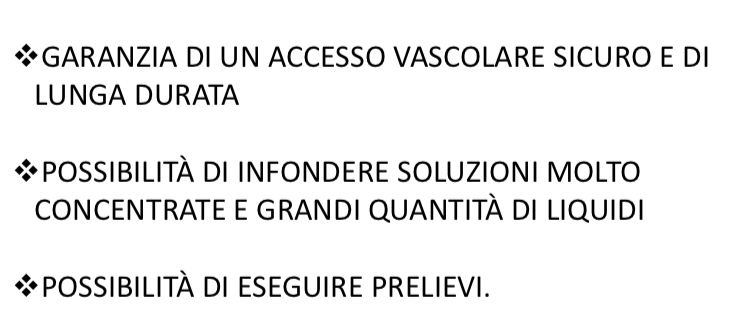 ❖GARANZIA DI UN ACCESSO VASCOLARE SICURO E DI
LUNGA DURATA
❖POSSIBILITÀ DI INFONDERE SOLUZIONI MOLTO
CONCENTRATE E GRANDI QUANTITÀ DI LIQUIDI
❖POSSIBILITÀ DI ESEGUIRE PRELIEVI.